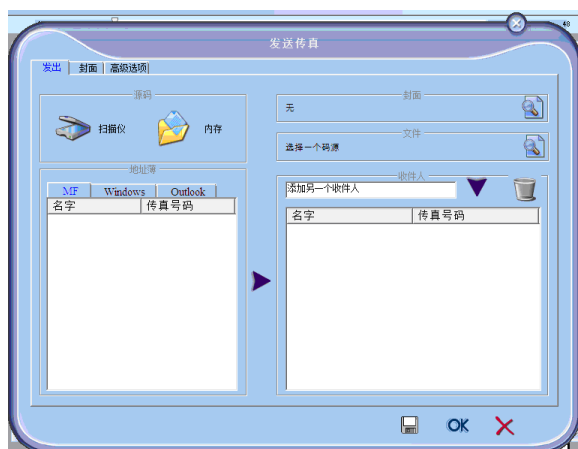 48
发送传真
发出 封面 高级选项
源码
扫描仪 内存
封面
无
文件
选择一个码源
地址簿
MF Windows Outlook
名字 传真号码
收件人
添加另一个收件人
名字 传真号码
OK